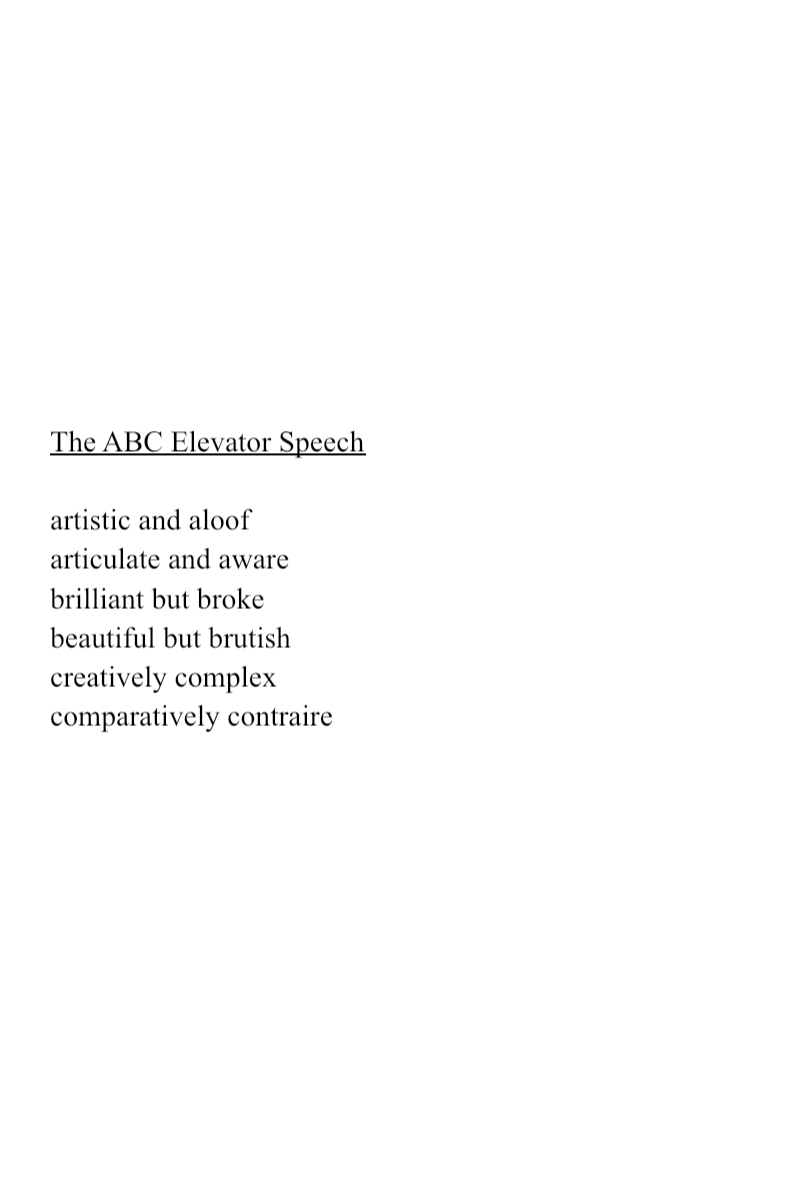 The ABC Elevator Speech
artistic and aloof
articulate and aware
brilliant but broke
beautiful but brutish
creatively complex
comparatively contraire